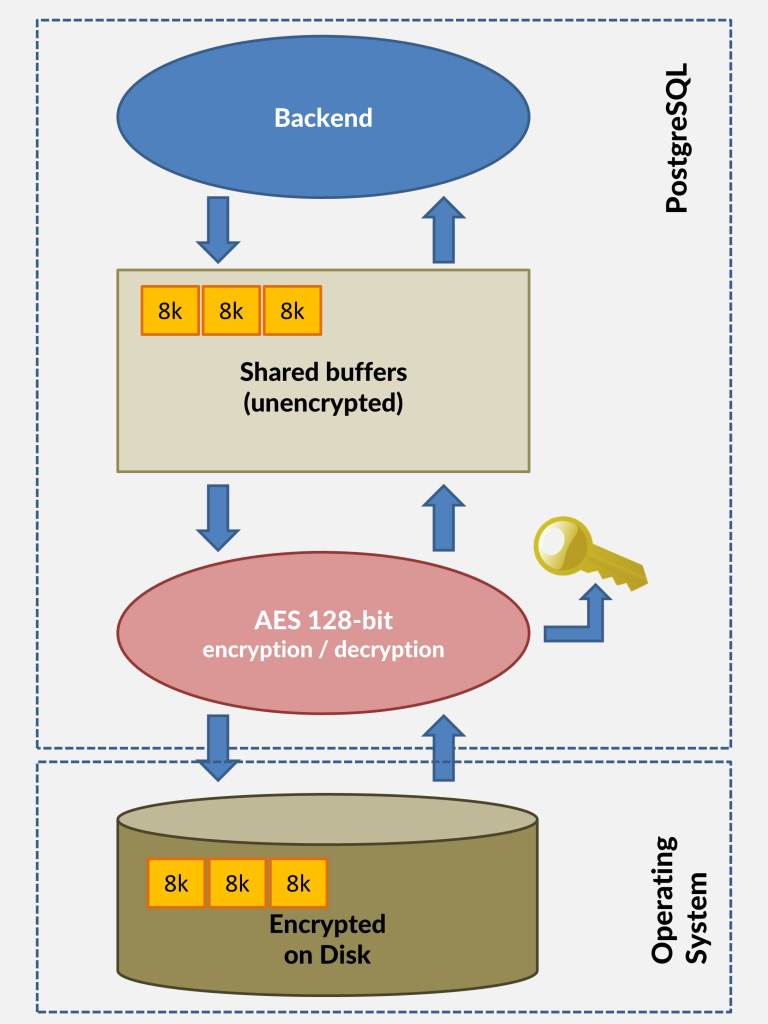 Backend
PostgreSQL
8k 8k 8k
Shared buffers
(unencrypted)
AES 128-bit
encryption / decryption
8k 8k 8k
Encrypted
on Disk
Operating
System